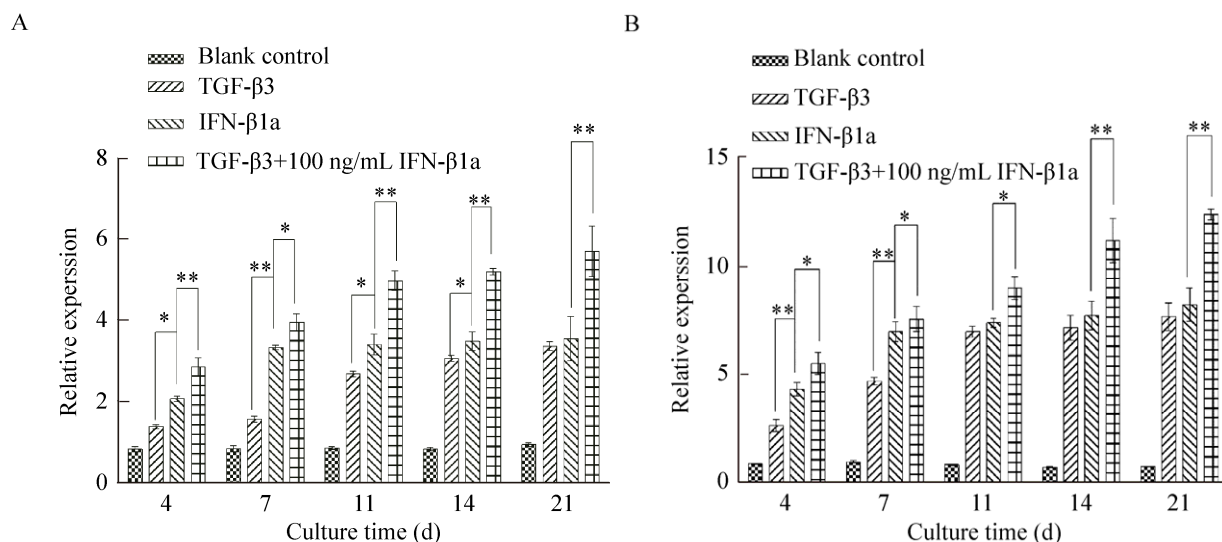 A
Blank control
TGF-β3
IFN-β1a
TGF-β3+100 ng/mL IFN-β1a
8
6
4
2
0
Relative experssion
* ** ** * * ** * ** **
4 7 11 14 21
Culture time (d)
B
Blank control
TGF-β3
IFN-β1a
TGF-β3+100 ng/mL IFN-β1a
15
10
5
0
Relative experssion
** * ** * * ** **
4 7 11 14 21
Culture time (d)